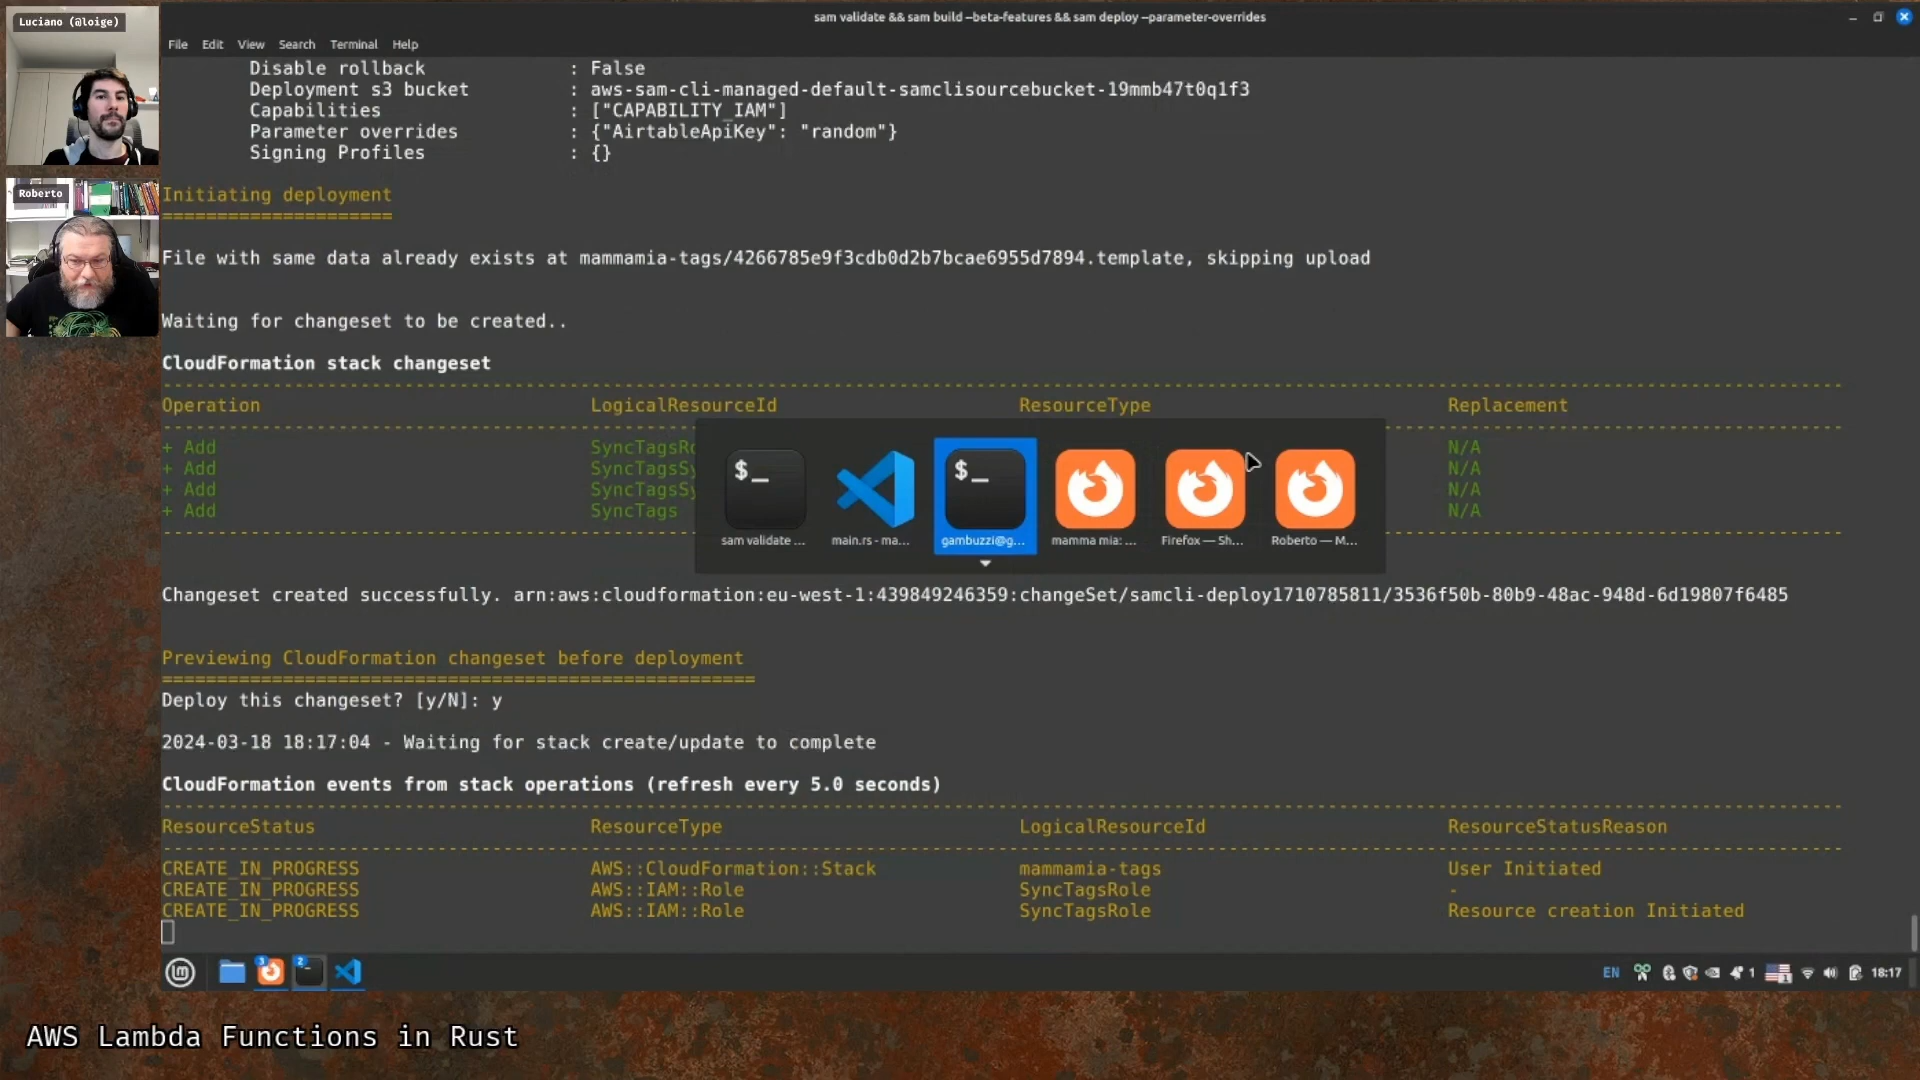 Luciano (@loige)
Roberto
sam validate && sam build --beta-features && sam deploy --parameter-overrides
File Edit View Search Terminal Help
Disable rollback : False
Deployment s3 bucket : aws-sam-cli-managed-default-samclisourcebucket-19mmb47t0q1f3
Capabilities : ["CAPABILITY_IAM"]
Parameter overrides : {"AirtableApiKey": "random"}
Signing Profiles : {}
Initiating deployment
=====================
File with same data already exists at mammamia-tags/4266785e9f3cdb0d2b7bcae6955d7894.template, skipping upload
Waiting for changeset to be created..
CloudFormation stack changeset
Operation LogicalResourceId ResourceType Replacement
+ Add SyncTagsRo N/A
+ Add SyncTagsSy N/A
+ Add SyncTagsSy N/A
+ Add SyncTags N/A
$_ $_
sam validate ... main.rs - ma... gambuzzi@g... mamma mia: ... Firefox — Sh... Roberto — M...
Changeset created successfully. arn:aws:cloudformation:eu-west-1:439849246359:changeSet/samcli-deploy1710785811/3536f50b-80b9-48ac-948d-6d19807f6485
Previewing CloudFormation changeset before deployment
======================================================
Deploy this changeset? [y/N]: y
2024-03-18 18:17:04 - Waiting for stack create/update to complete
CloudFormation events from stack operations (refresh every 5.0 seconds)
ResourceStatus ResourceType LogicalResourceId ResourceStatusReason
CREATE_IN_PROGRESS AWS::CloudFormation::Stack mammamia-tags User Initiated
CREATE_IN_PROGRESS AWS::IAM::Role SyncTagsRole -
CREATE_IN_PROGRESS AWS::IAM::Role SyncTagsRole Resource creation Initiated
3 2 EN 1 18:17
AWS Lambda Functions in Rust